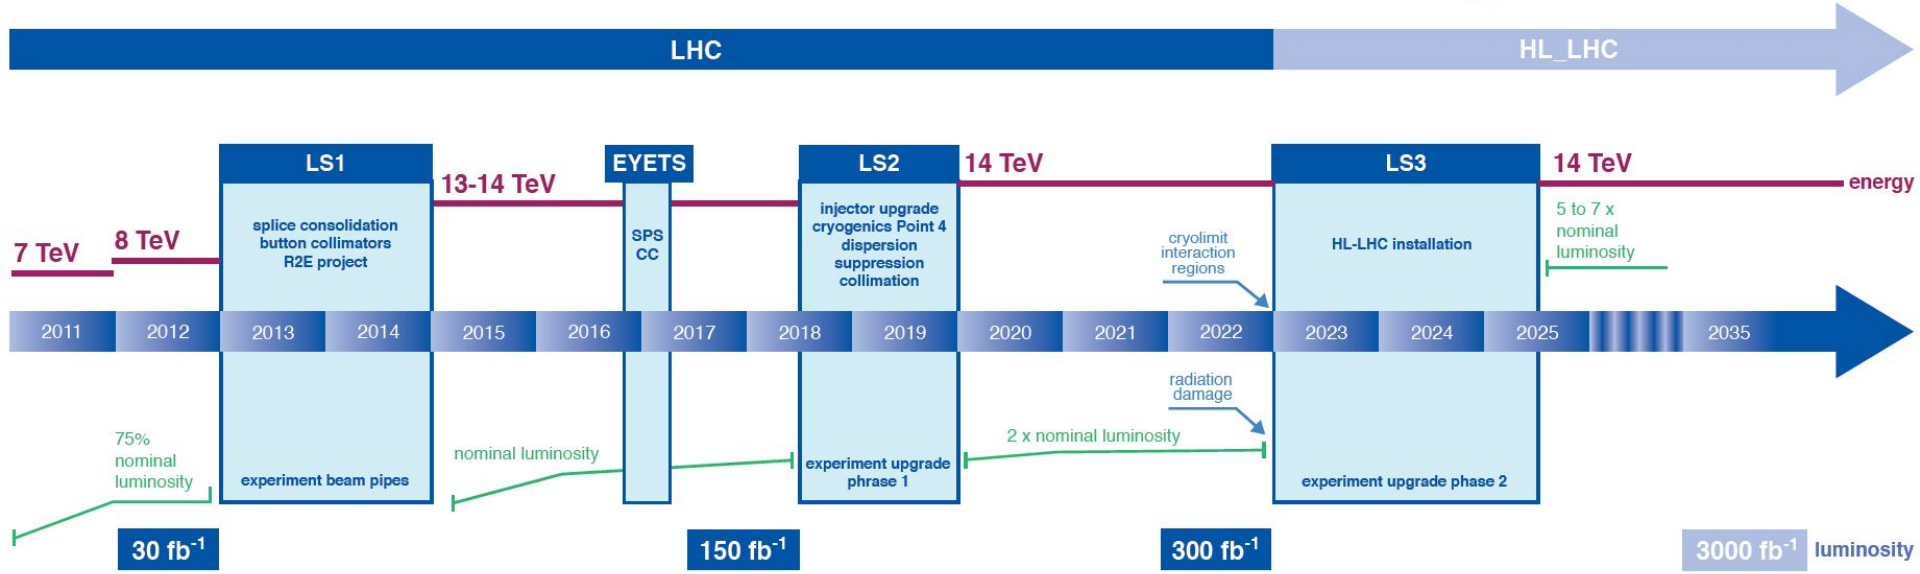 LHC
HL_LHC
LS1
EYETS
LS2
14 TeV
LS3
14 TeV
13-14 TeV
energy
7 TeV
8 TeV
splice consolidation
button collimators
R2E project
SPS
CC
injector upgrade
cryogenics Point 4
dispersion
suppression
collimation
cryolimit
interaction
regions
HL-LHC installation
5 to 7 x
nominal
luminosity
2011
2012
2013
2014
2015
2016
2017
2018
2019
2020
2021
2022
2023
2024
2025
2035
radiation
damage
75%
nominal
luminosity
experiment beam pipes
nominal luminosity
experiment upgrade
phrase 1
2 x nominal luminosity
experiment upgrade phase 2
30 fb⁻¹
150 fb⁻¹
300 fb⁻¹
3000 fb⁻¹
luminosity